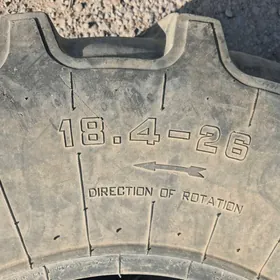 18.4-26
DIRECTION OF ROTATION